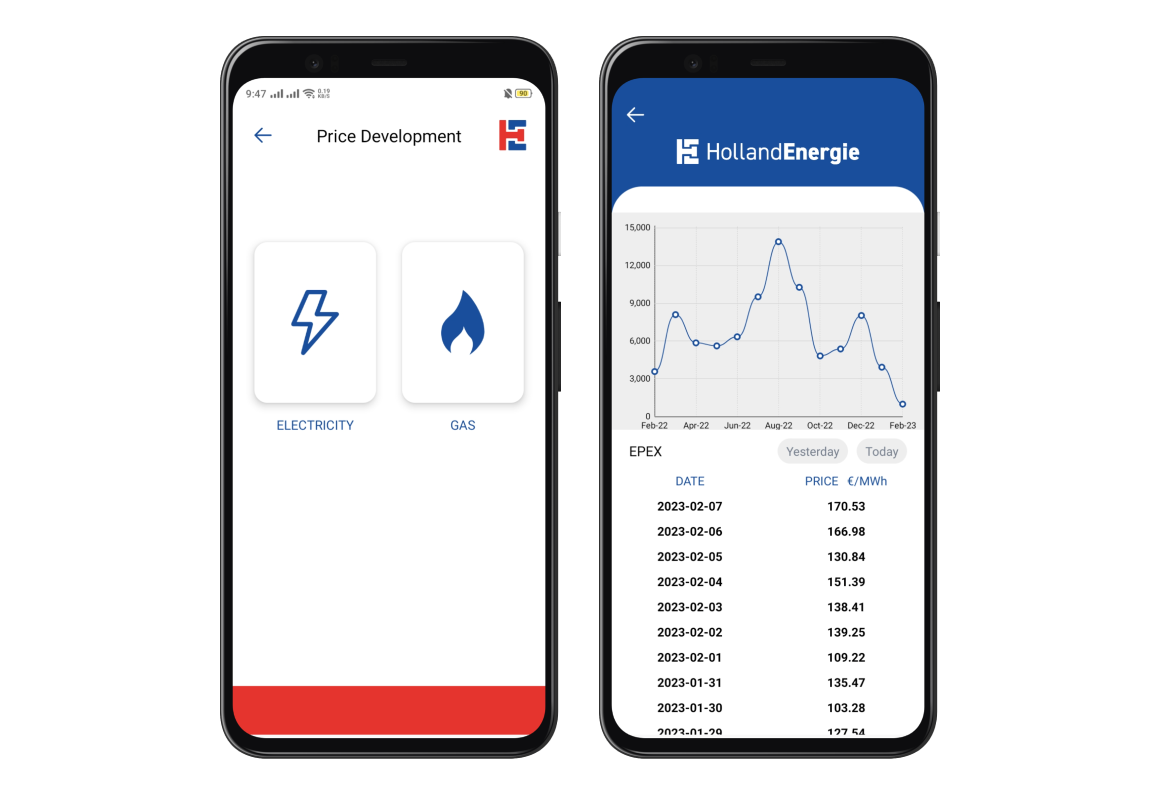 9:47
0.19
KB/S
90
Price Development
ELECTRICITY
GAS
HollandEnergie
15,000
12,000
9,000
6,000
3,000
0
Feb-22 Apr-22 Jun-22 Aug-22 Oct-22 Dec-22 Feb-23
EPEX Yesterday Today
DATE PRICE €/MWh
2023-02-07 170.53
2023-02-06 166.98
2023-02-05 130.84
2023-02-04 151.39
2023-02-03 138.41
2023-02-02 139.25
2023-02-01 109.22
2023-01-31 135.47
2023-01-30 103.28
2023-01-29 127.54